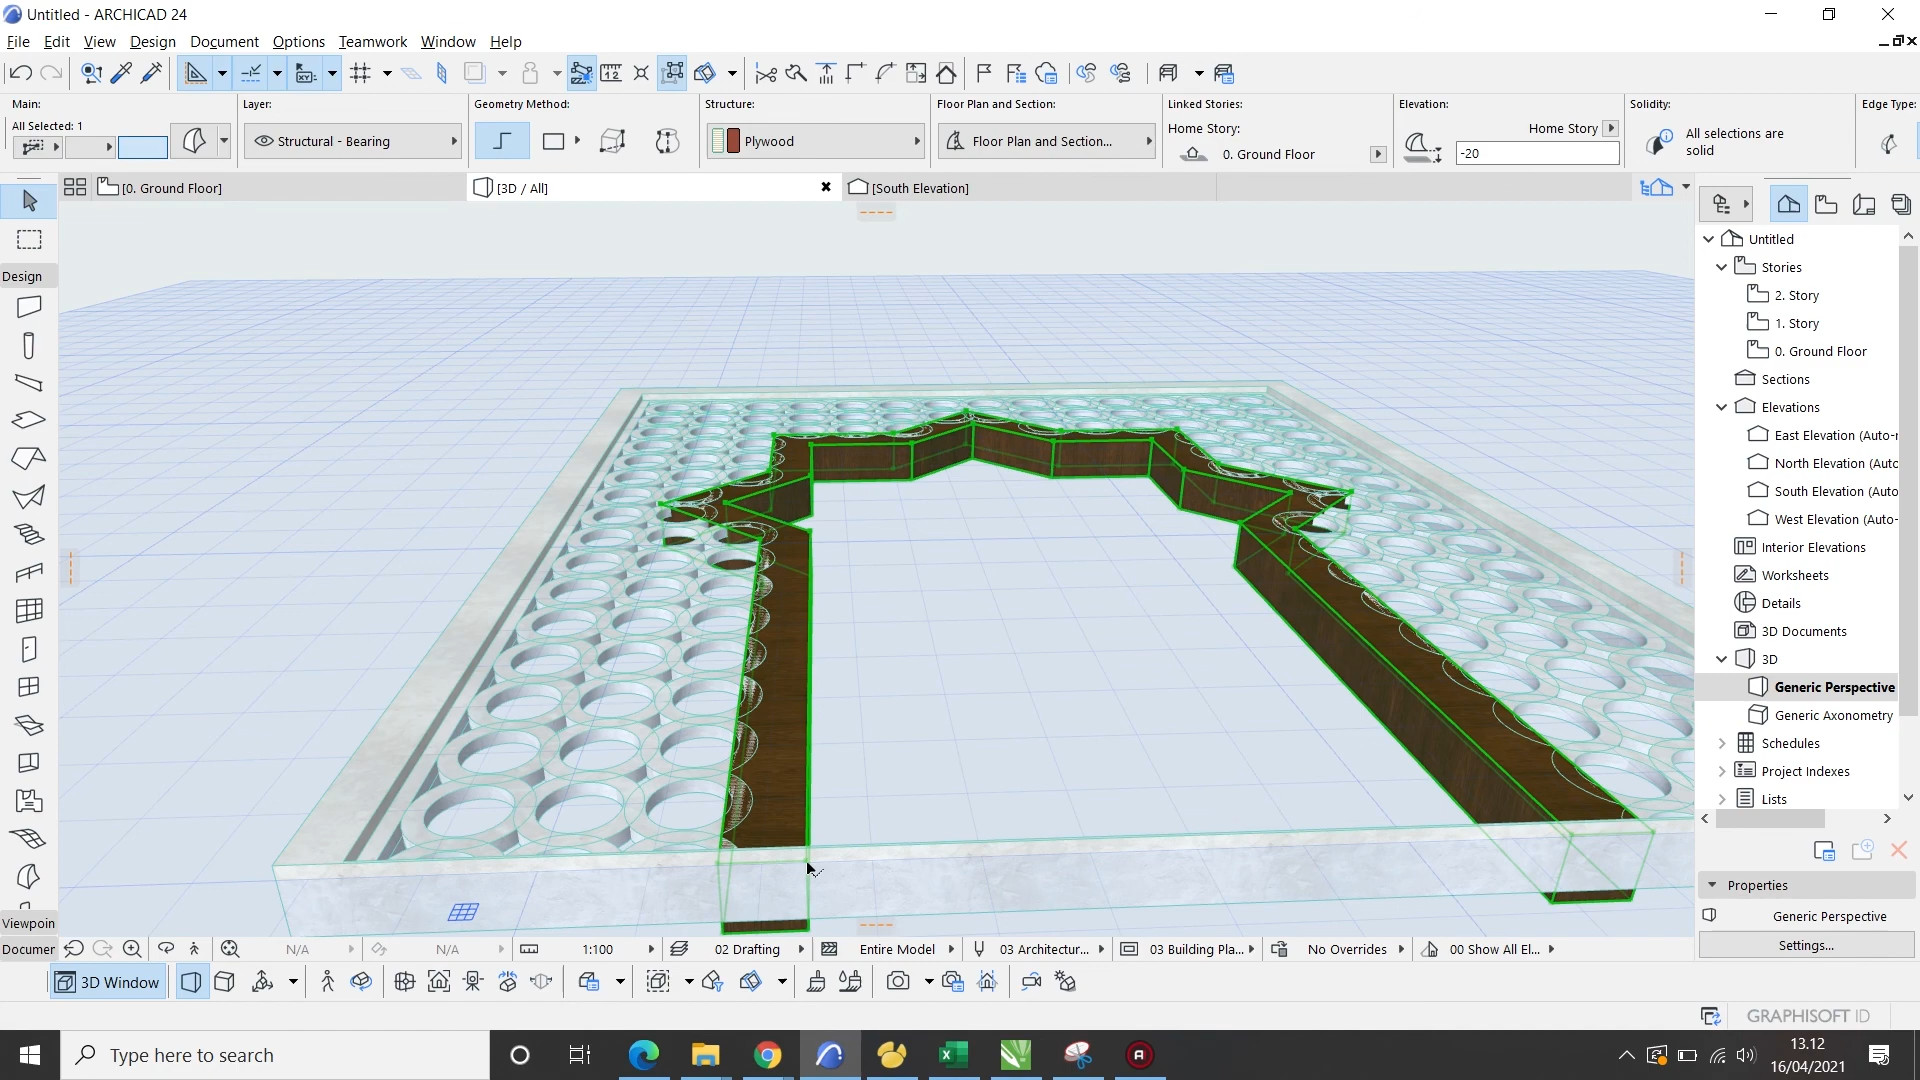 Untitled - ARCHICAD 24
File Edit View Design Document Options Teamwork Window Help
Main:
All Selected: 1
Layer:
Structural - Bearing
Geometry Method:
Structure:
Plywood
Floor Plan and Section:
Floor Plan and Section...
Linked Stories:
Home Story:
0. Ground Floor
Elevation:
Home Story
-20
Solidity:
All selections are
solid
Edge Type:
[0. Ground Floor]
[3D / All]
[South Elevation]
Design
Viewpoin
Documer
Untitled
Stories
2. Story
1. Story
0. Ground Floor
Sections
Elevations
East Elevation (Auto-r
North Elevation (Auto
South Elevation (Auto
West Elevation (Auto-
Interior Elevations
Worksheets
Details
3D Documents
3D
Generic Perspective
Generic Axonometry
Schedules
Project Indexes
Lists
Properties
Generic Perspective
Settings...
N/A
N/A
1:100
02 Drafting
Entire Model
03 Architectur...
03 Building Pla...
No Overrides
00 Show All El...
3D Window
GRAPHISOFT ID
Type here to search
13.12
16/04/2021